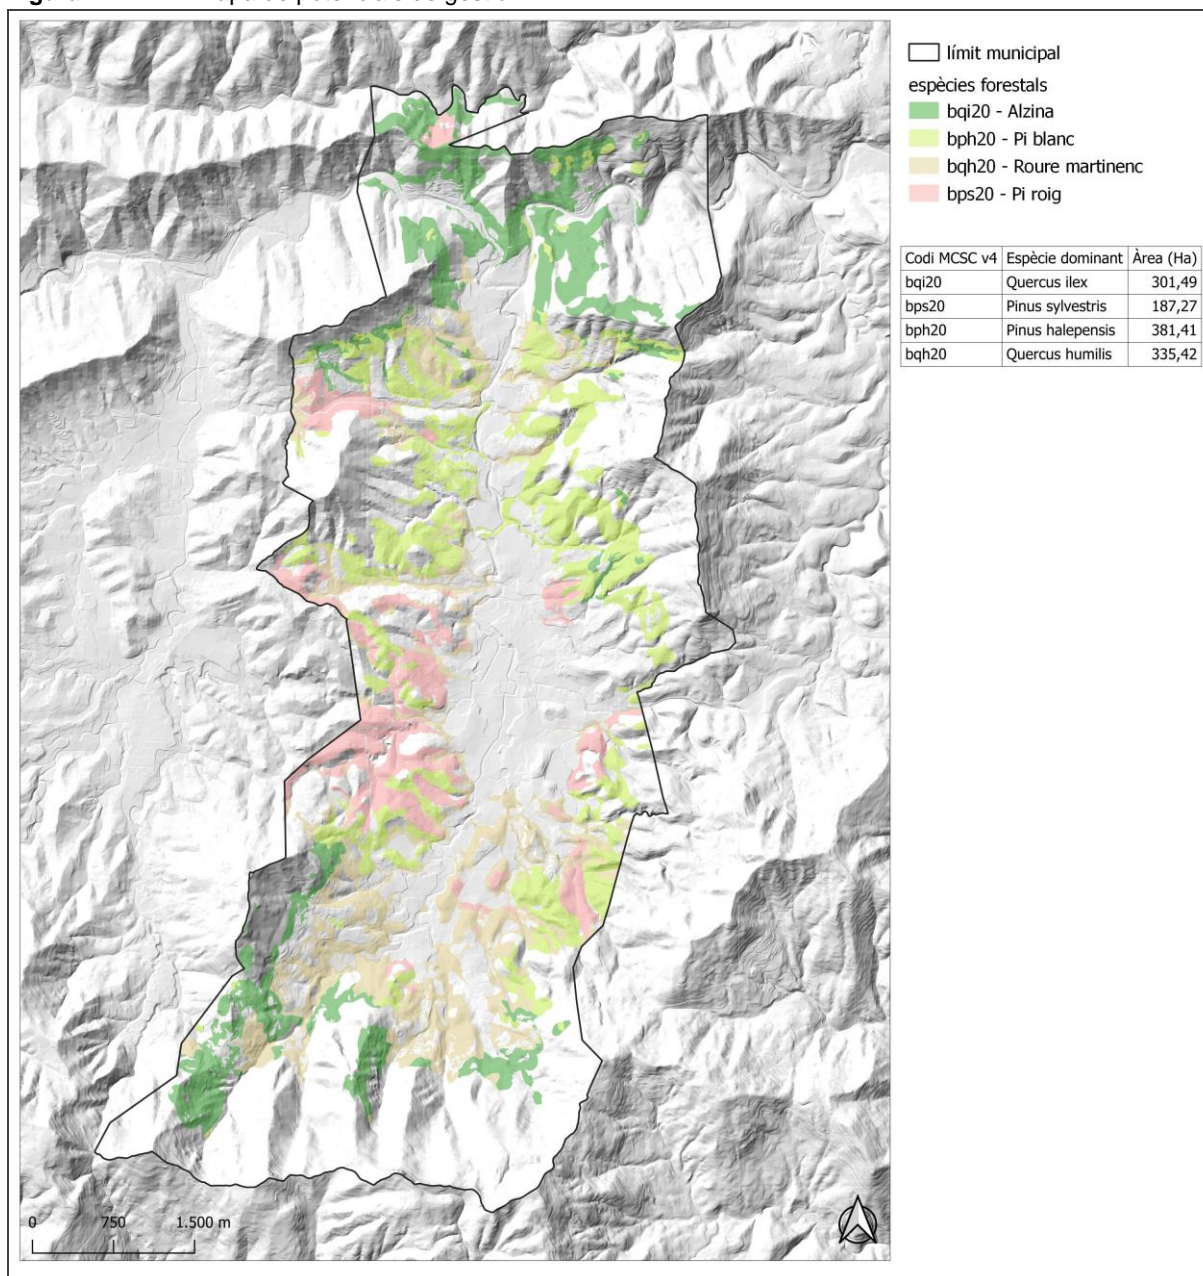 límit municipal
espècies forestals
bqi20 - Alzina
bph20 - Pi blanc
bqh20 - Roure martinenc
bps20 - Pi roig
Codi MCSC v4 Espècie dominant Àrea (Ha)
bqi20 Quercus ilex 301,49
bps20 Pinus sylvestris 187,27
bph20 Pinus halepensis 381,41
bqh20 Quercus humilis 335,42
0 750 1.500 m